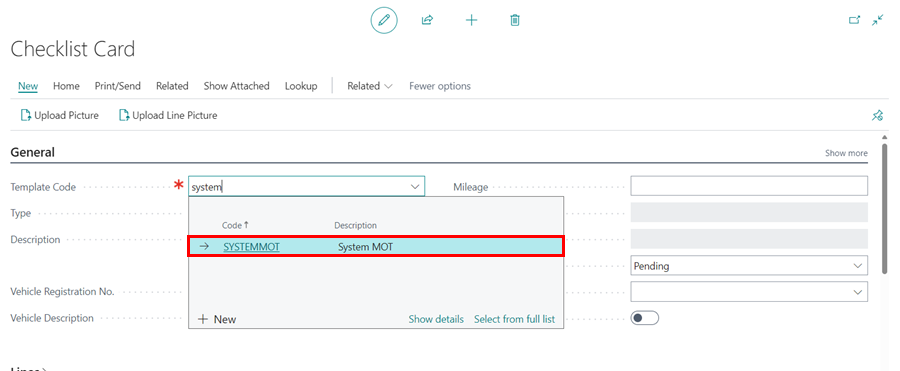 Checklist Card
New Home Print/Send Related Show Attached Lookup Related Fewer options
Upload Picture Upload Line Picture
General Show more
Template Code * system Mileage
Type
Code ↑ Description
Description
→ SYSTEMMOT System MOT
Pending
Vehicle Registration No.
Vehicle Description
+ New Show details Select from full list